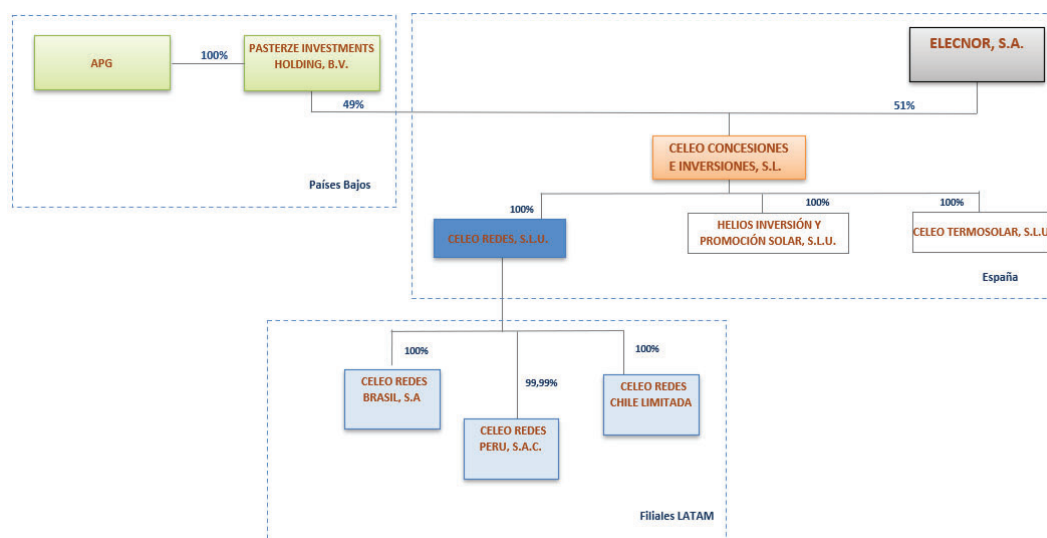 APG
100%
PASTERZE INVESTMENTS
HOLDING, B.V.
ELECNOR, S.A.
49%
51%
CELEO CONCESIONES
E INVERSIONES, S.L.
Países Bajos
100%
100%
100%
CELEO REDES, S.L.U.
HELIOS INVERSIÓN Y
PROMOCIÓN SOLAR, S.L.U.
CELEO TERMOSOLAR, S.L.U
España
100%
99,99%
100%
CELEO REDES
BRASIL, S.A
CELEO REDES
PERU, S.A.C.
CELEO REDES
CHILE LIMITADA
Filiales LATAM